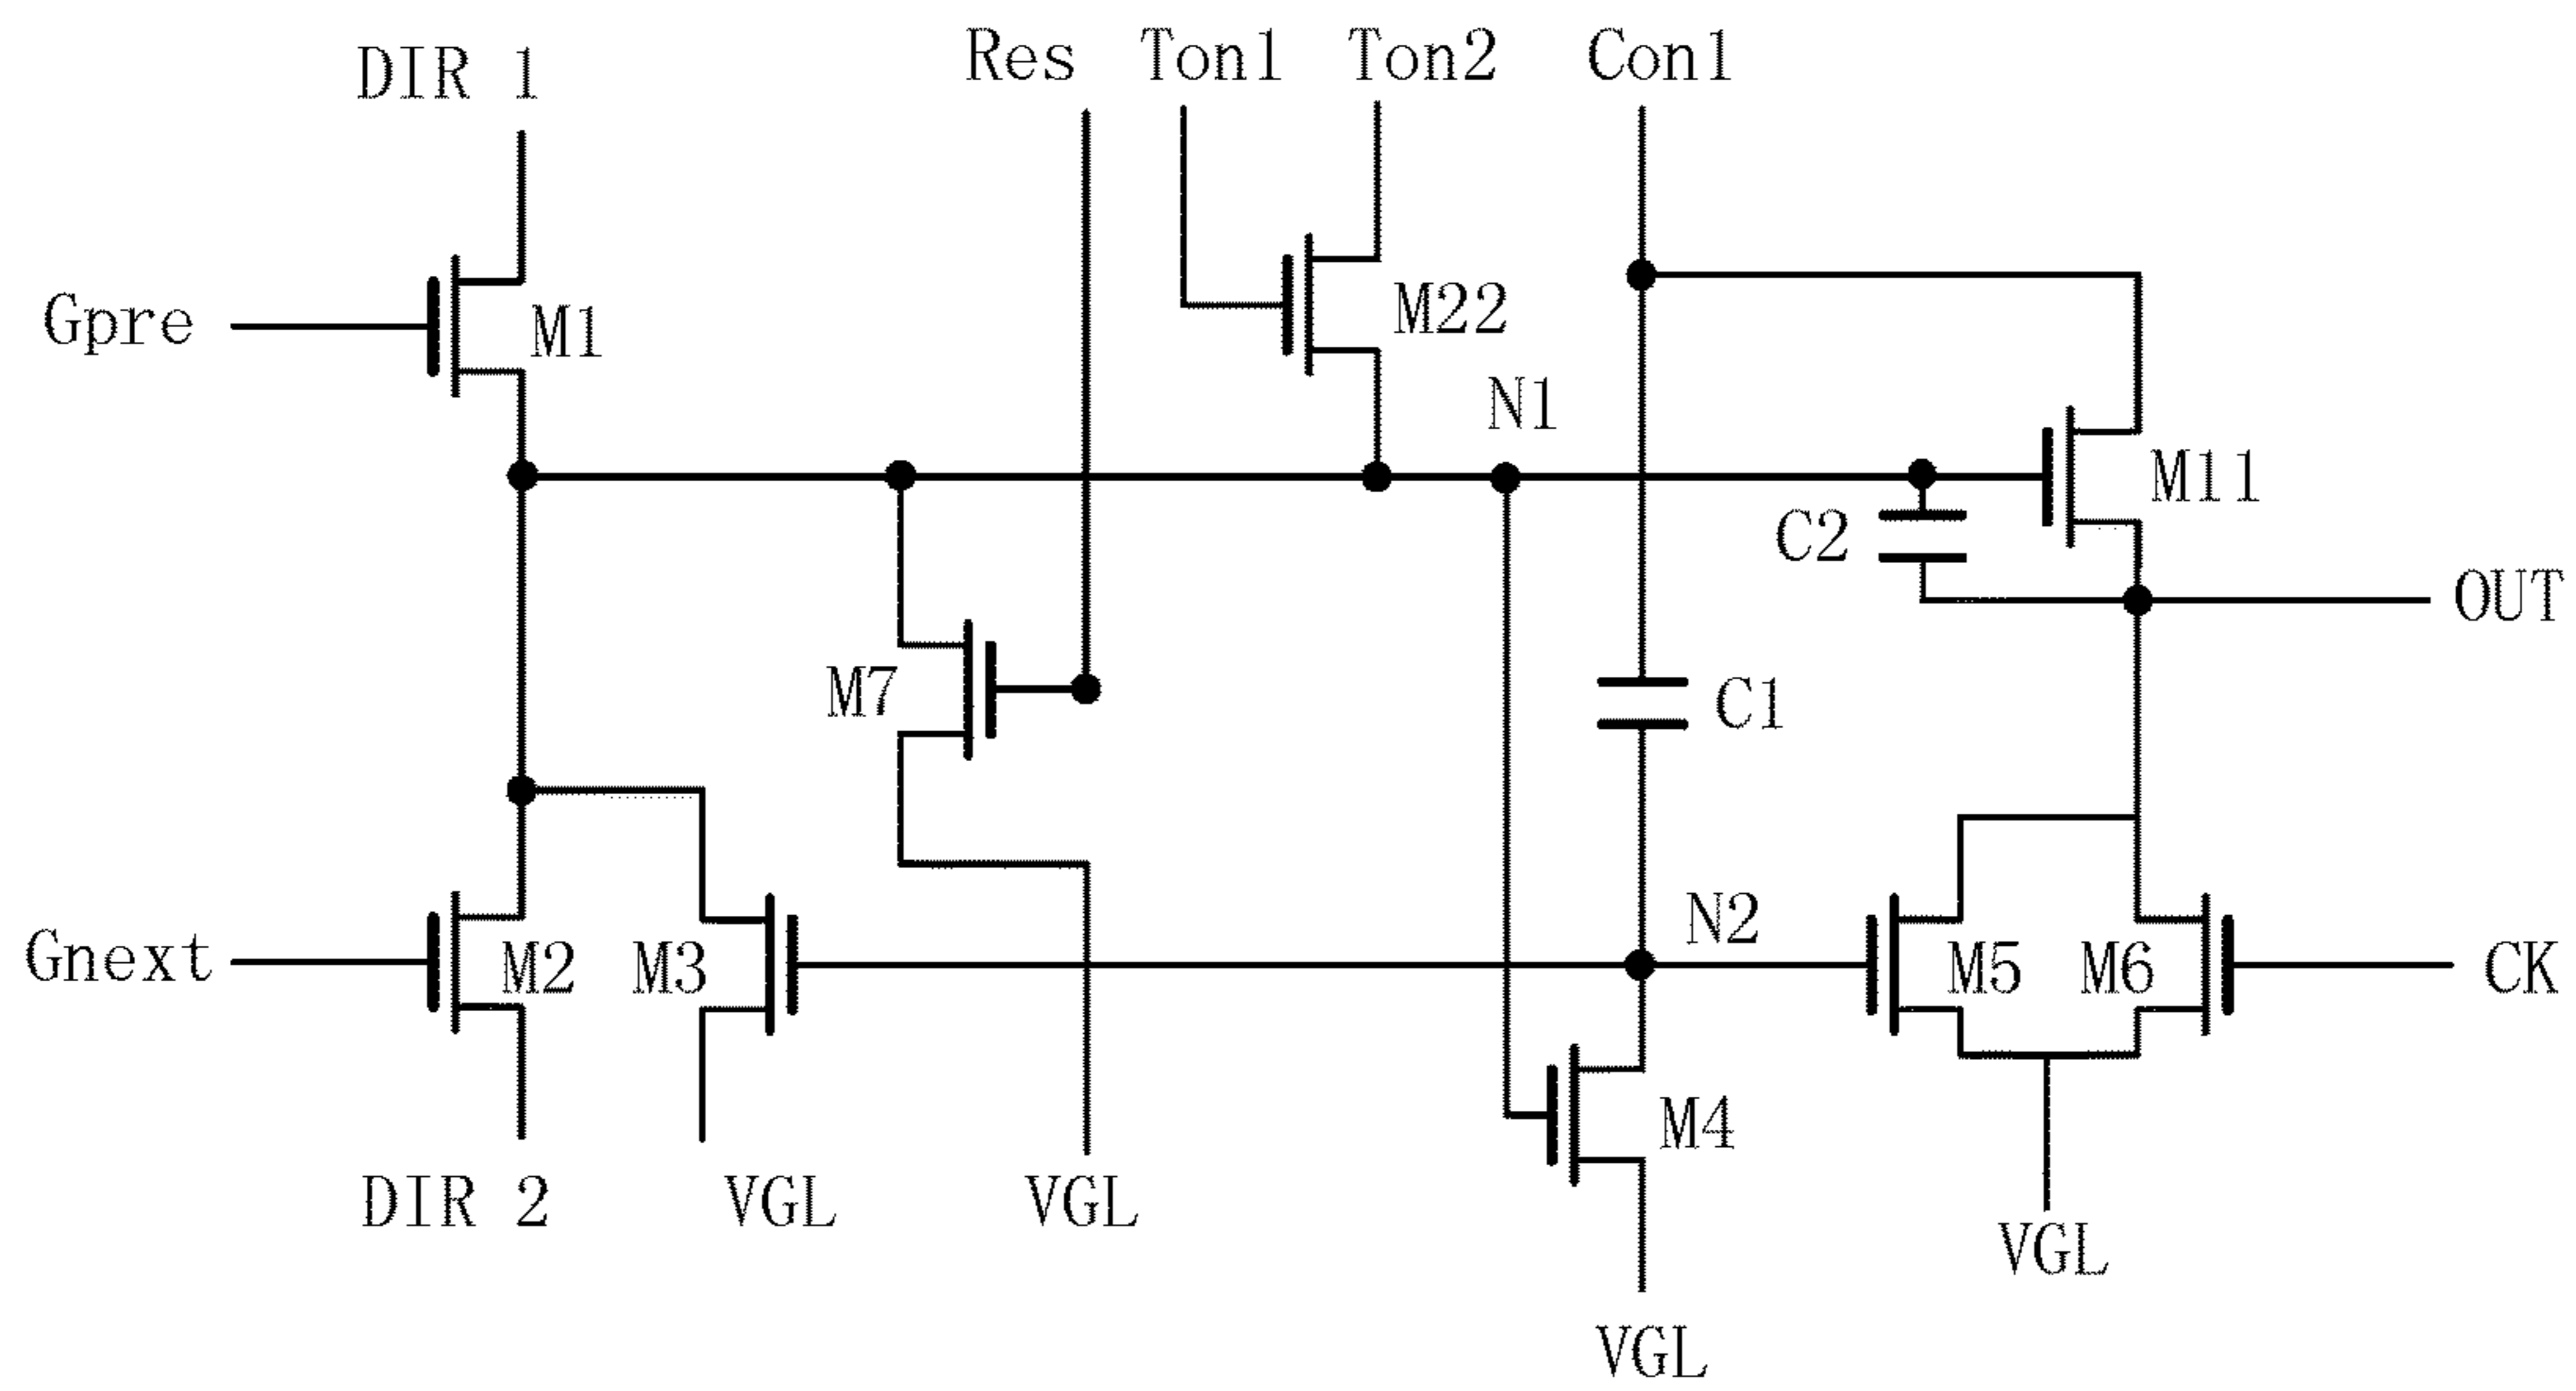 DIR 1
Res
Ton1
Ton2
Con1
Gpre
M1
M22
N1
M11
C2
OUT
M7
C1
N2
Gnext
M2
M3
M5
M6
CK
M4
DIR 2
VGL
VGL
VGL
VGL